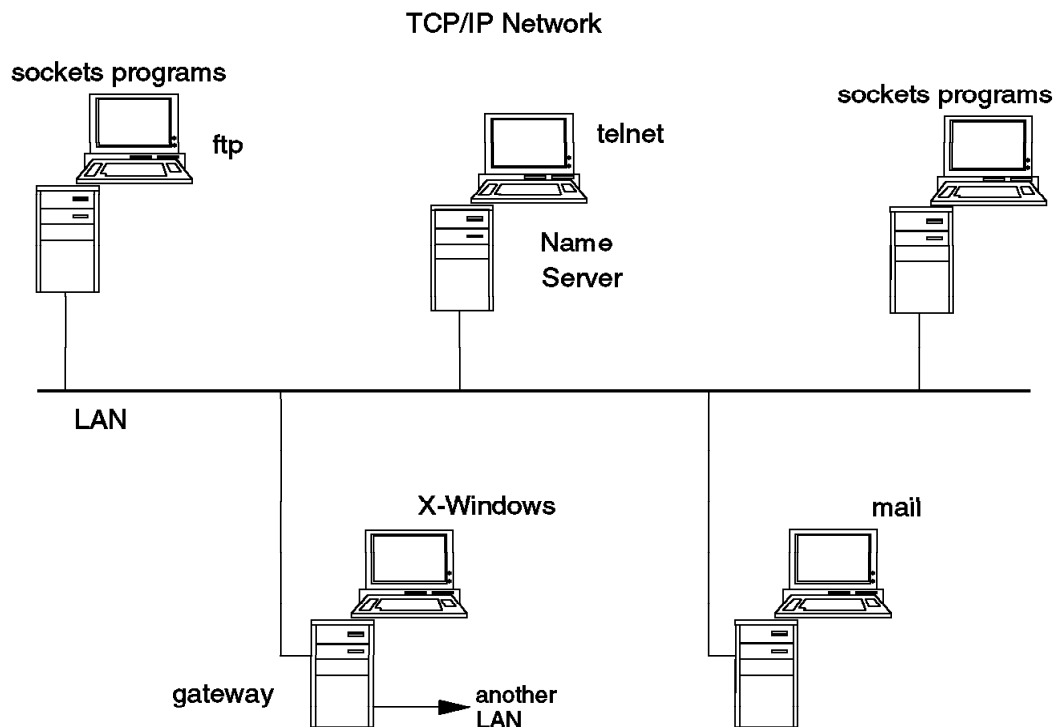 TCP/IP Network
sockets programs
ftp
telnet
sockets programs
Name
Server
LAN
X-Windows
mail
gateway
another
LAN